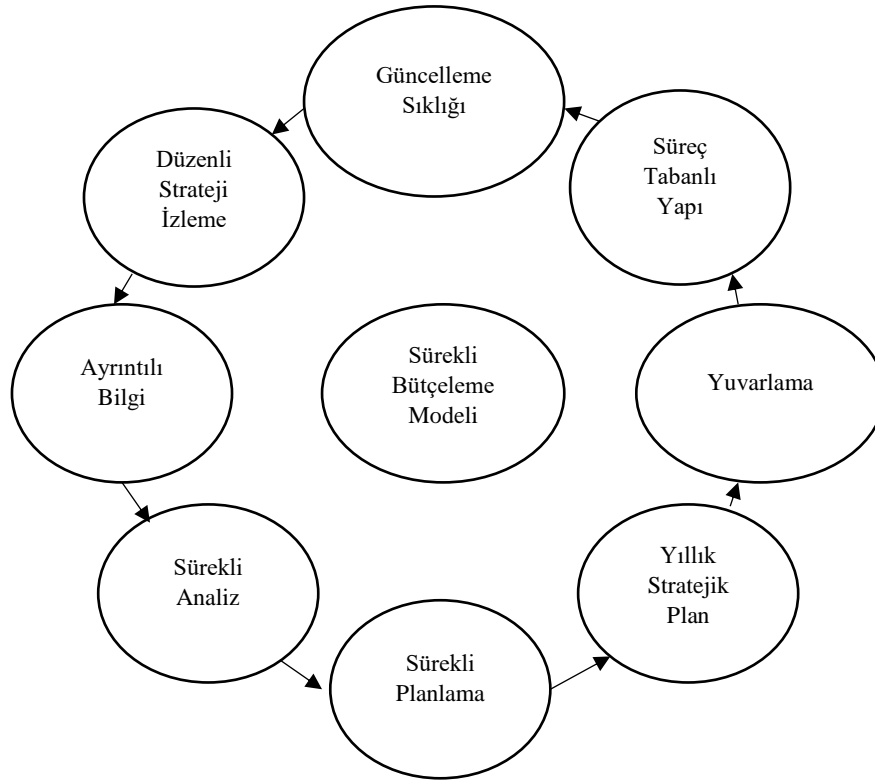 Güncelleme
Sıklığı
Düzenli
Strateji
İzleme
Süreç
Tabanlı
Yapı
Ayrıntılı
Bilgi
Sürekli
Bütçeleme
Modeli
Yuvarlama
Sürekli
Analiz
Yıllık
Stratejik
Plan
Sürekli
Planlama